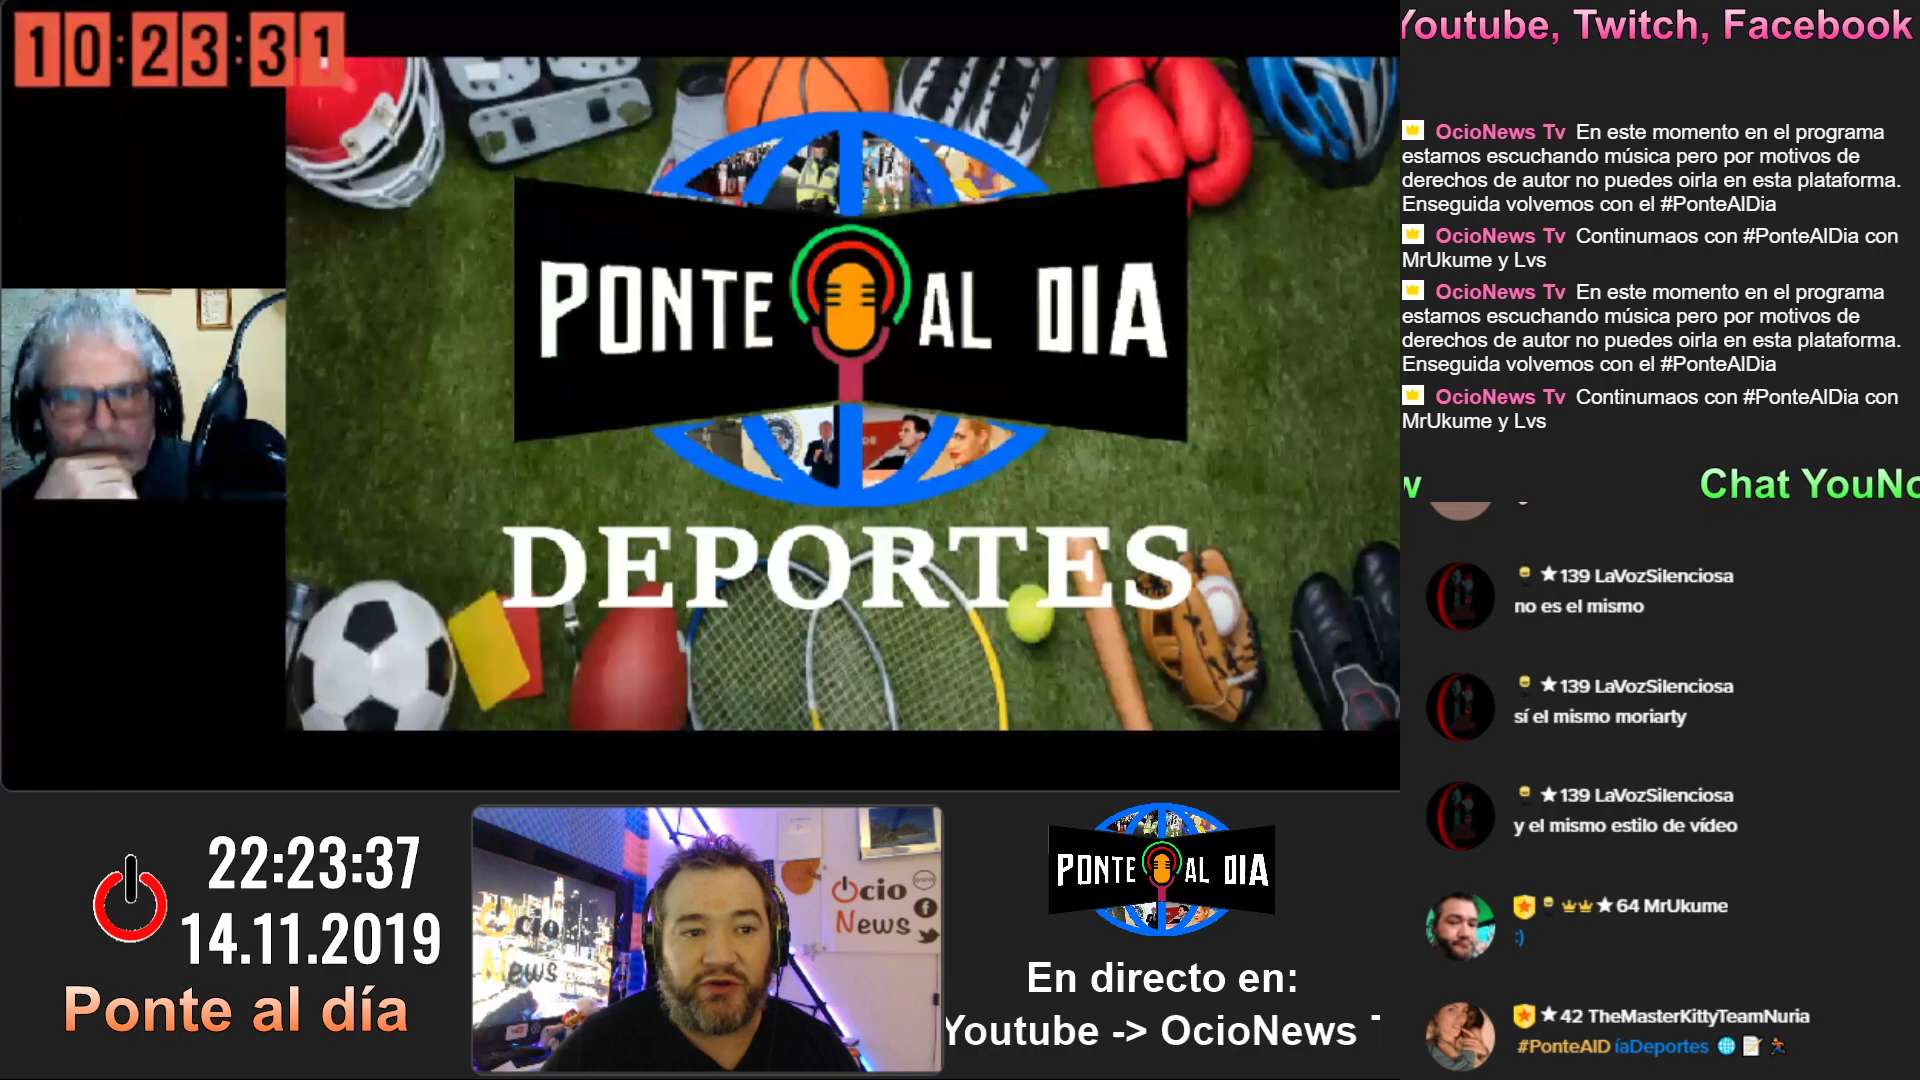 10:23:31
PONTE AL DIA
DEPORTES
Youtube, Twitch, Facebook
OcioNews Tv En este momento en el programa
estamos escuchando música pero por motivos de
derechos de autor no puedes oirla en esta plataforma.
Enseguida volvemos con el #PonteAlDia
OcioNews Tv Continumaos con #PonteAlDia con
MrUkume y Lvs
OcioNews Tv En este momento en el programa
estamos escuchando música pero por motivos de
derechos de autor no puedes oirla en esta plataforma.
Enseguida volvemos con el #PonteAlDia
OcioNews Tv Continumaos con #PonteAlDia con
MrUkume y Lvs
w Chat YouNo
★139 LaVozSilenciosa
no es el mismo
★139 LaVozSilenciosa
sí el mismo moriarty
★139 LaVozSilenciosa
y el mismo estilo de vídeo
★64 MrUkume
:)
★42 TheMasterKittyTeamNuria
#PonteAlD íaDeportes
22:23:37
14.11.2019
Ponte al día
Ocio
News
Ocio
News
PONTE AL DIA
En directo en:
Youtube -> OcioNews T